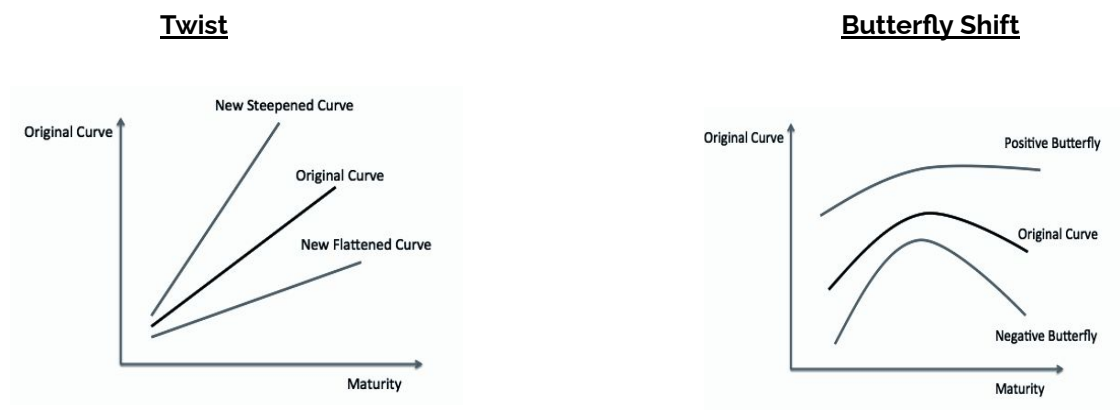 Twist
Butterfly Shift
New Steepened Curve
Original Curve
Original Curve
New Flattened Curve
Maturity
Original Curve
Positive Butterfly
Original Curve
Negative Butterfly
Maturity